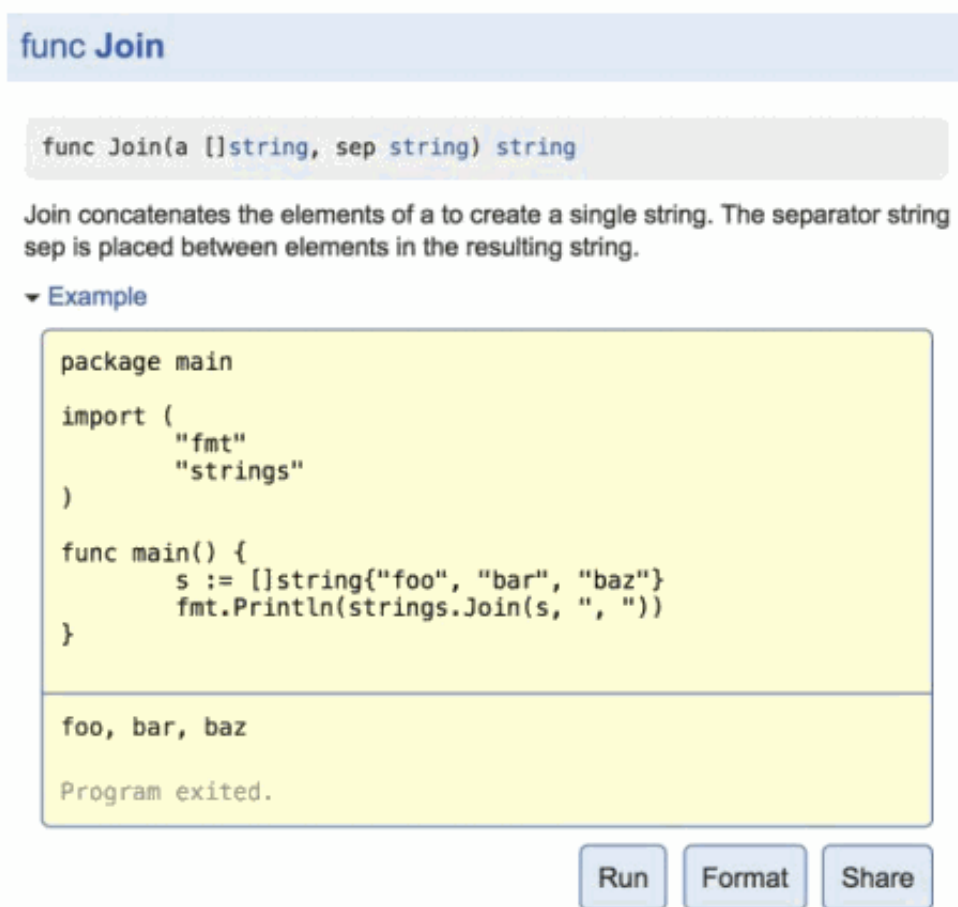 func Join
func Join(a []string, sep string) string
Join concatenates the elements of a to create a single string. The separator string
sep is placed between elements in the resulting string.
Example
package main
import (
"fmt"
"strings"
)
func main() {
s := []string{"foo", "bar", "baz"}
fmt.Println(strings.Join(s, ", "))
}
foo, bar, baz
Program exited.
Run Format Share